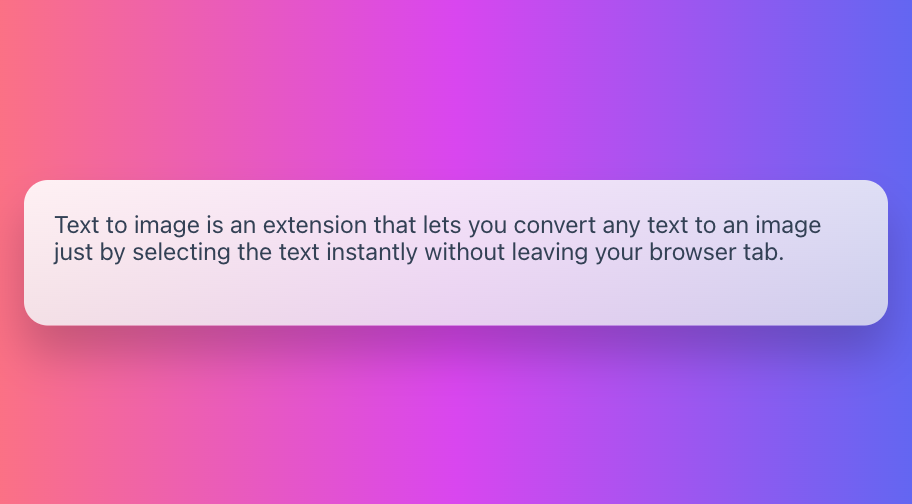 Text to image is an extension that lets you convert any text to an image
just by selecting the text instantly without leaving your browser tab.